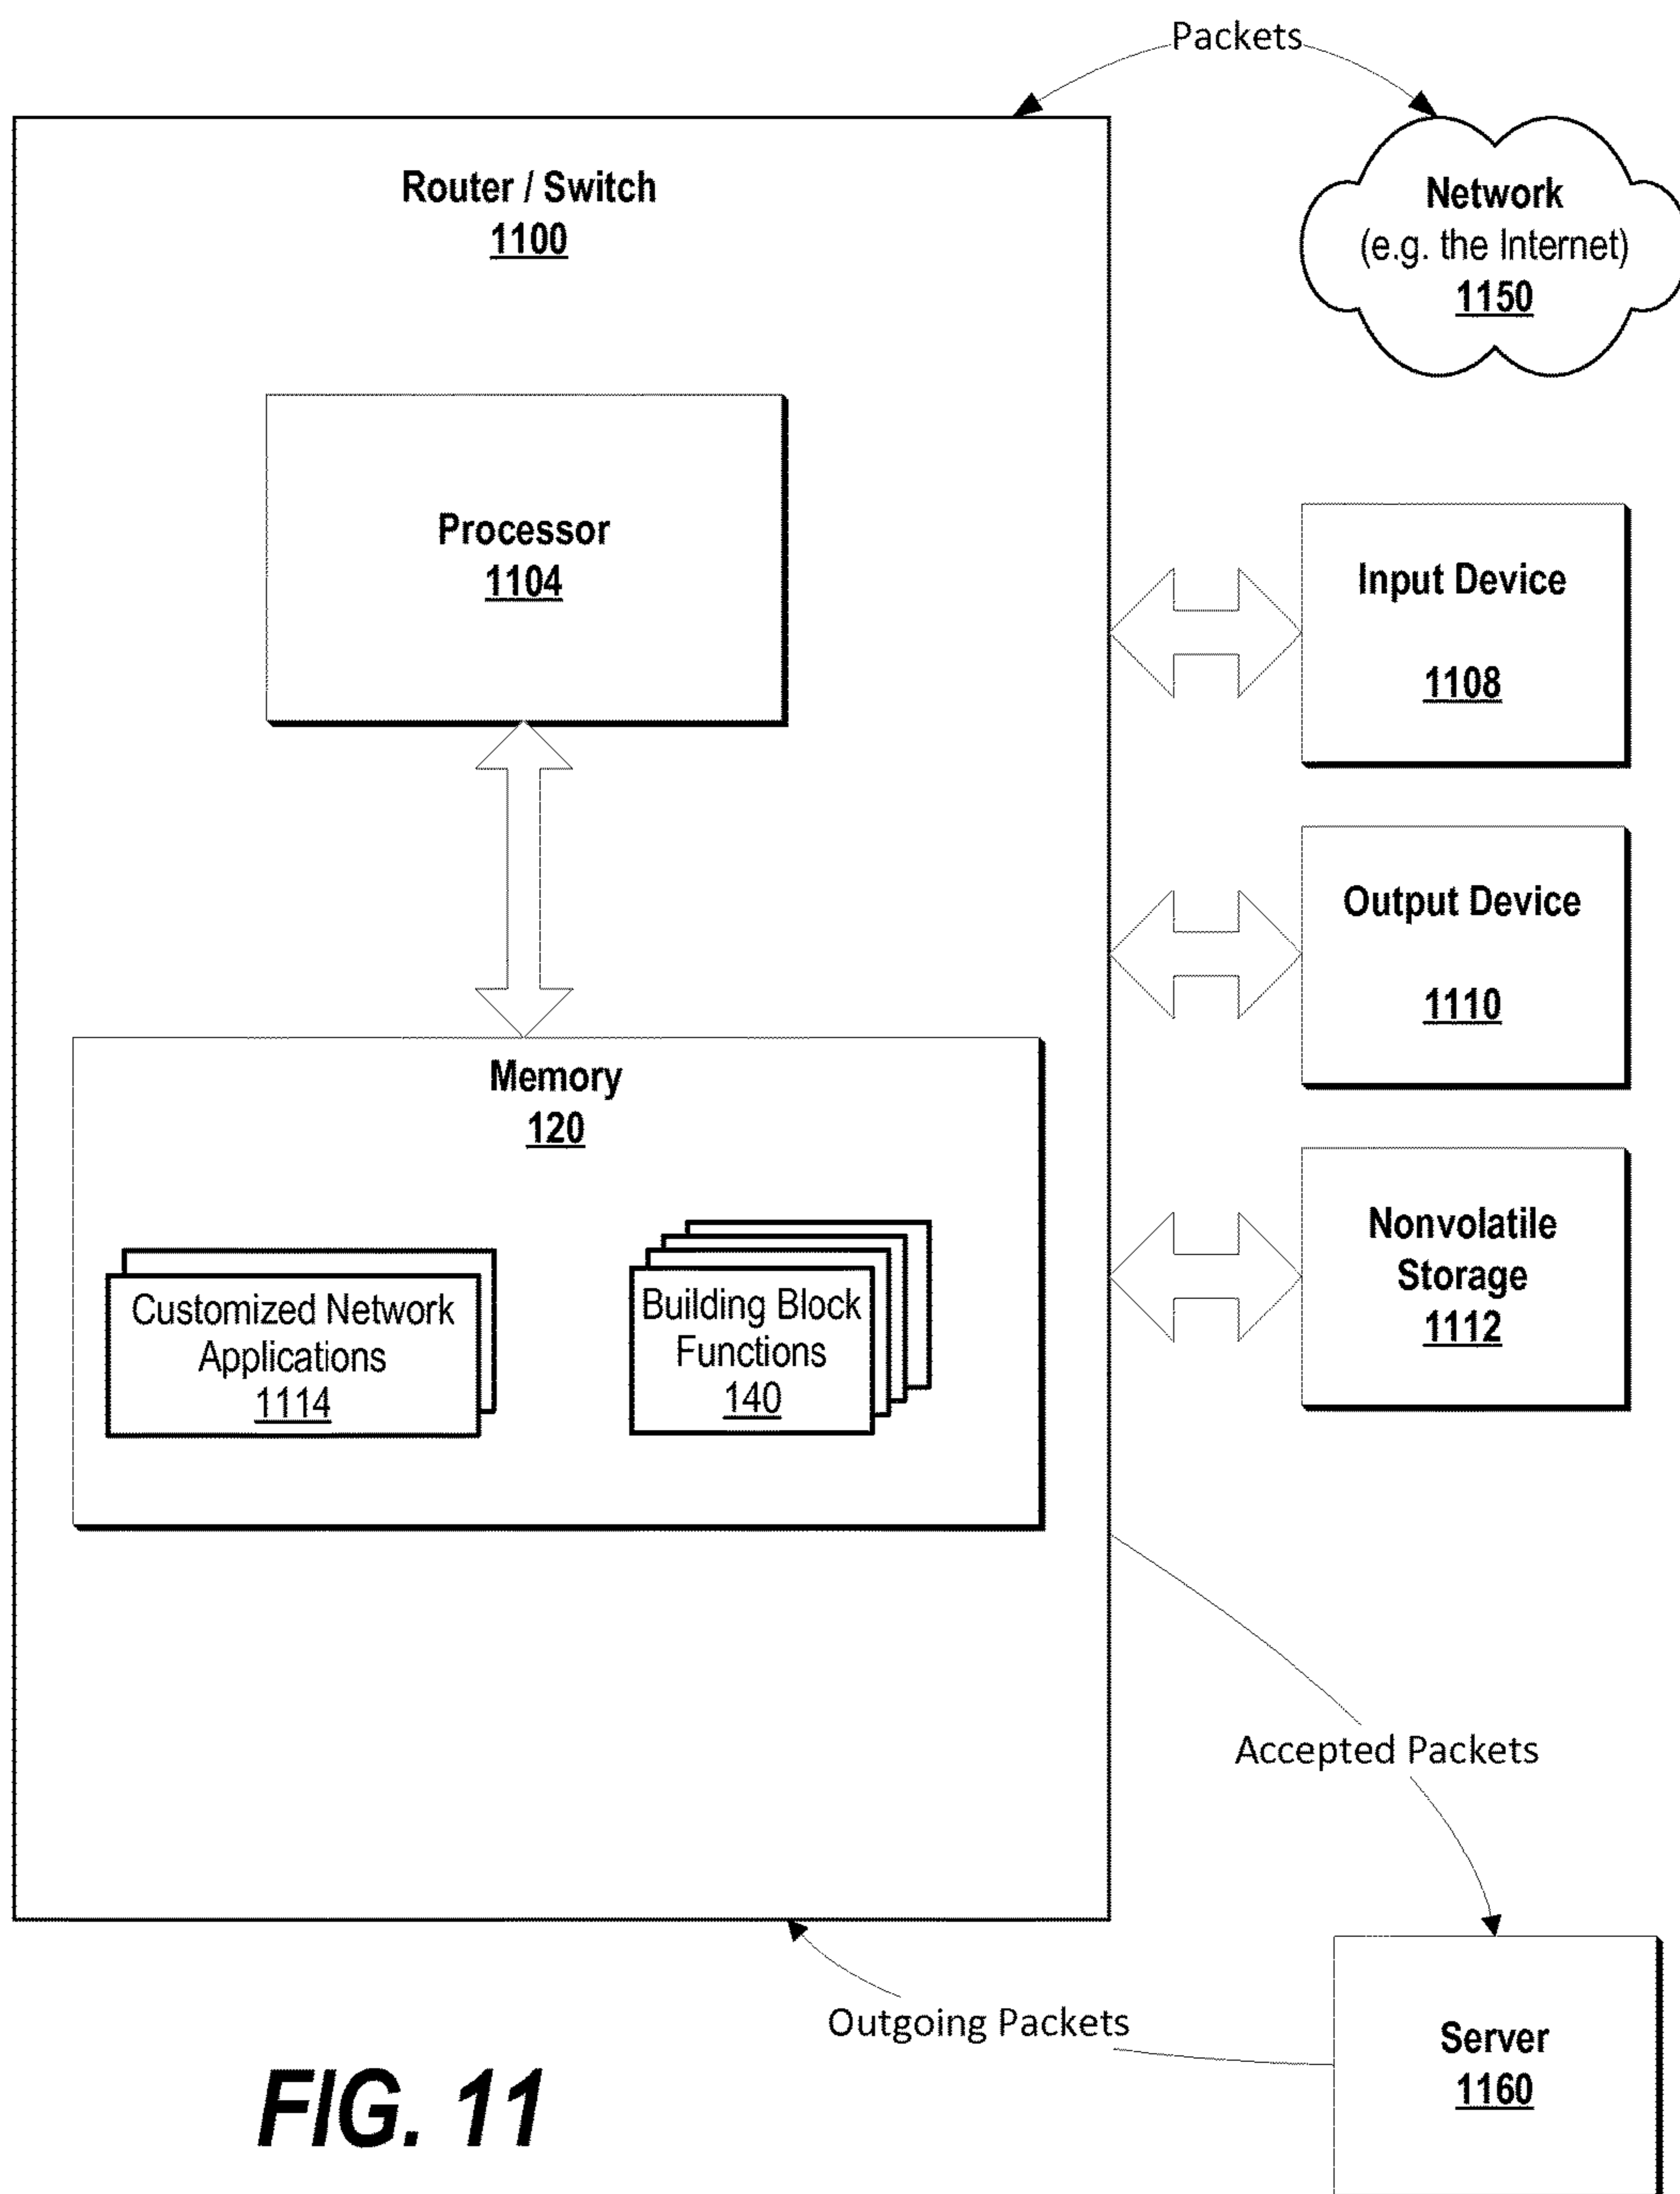 Packets
Router / Switch
1100
Network
(e.g. the Internet)
1150
Processor
1104
Input Device
1108
Output Device
1110
Memory
120
Nonvolatile
Storage
1112
Customized Network
Applications
1114
Building Block
Functions
140
Accepted Packets
Outgoing Packets
Server
1160
FIG. 11